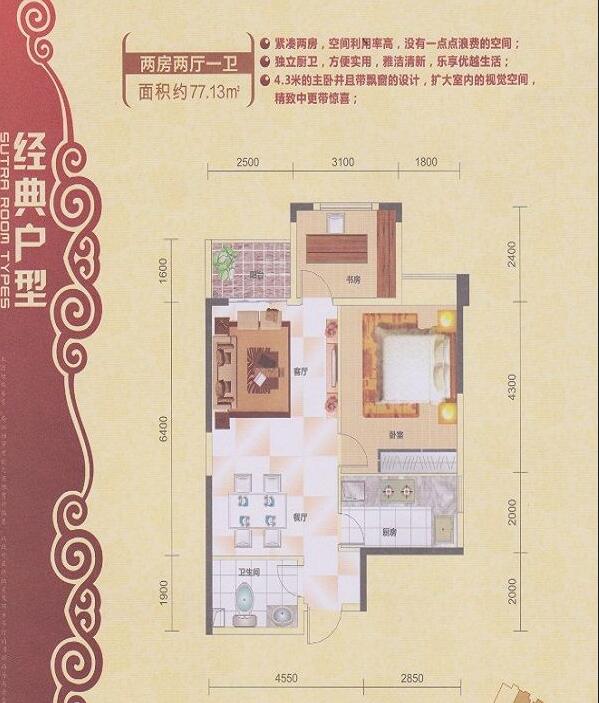 两房两厅一卫
面积约77.13㎡
紧凑两房，空间利用率高，没有一点点浪费的空间；
独立厨卫，方便实用，雅洁清新，乐享优越生活；
4.3米的主卧并且带飘窗的设计，扩大室内的视觉空间，
精致中更带惊喜；
经典户型
SUTRA ROOM TYPES
2500
3100
1800
1600
6400
1900
2400
4300
2000
2000
4550
2850
阳台
书房
客厅
卧室
餐厅
厨房
卫生间